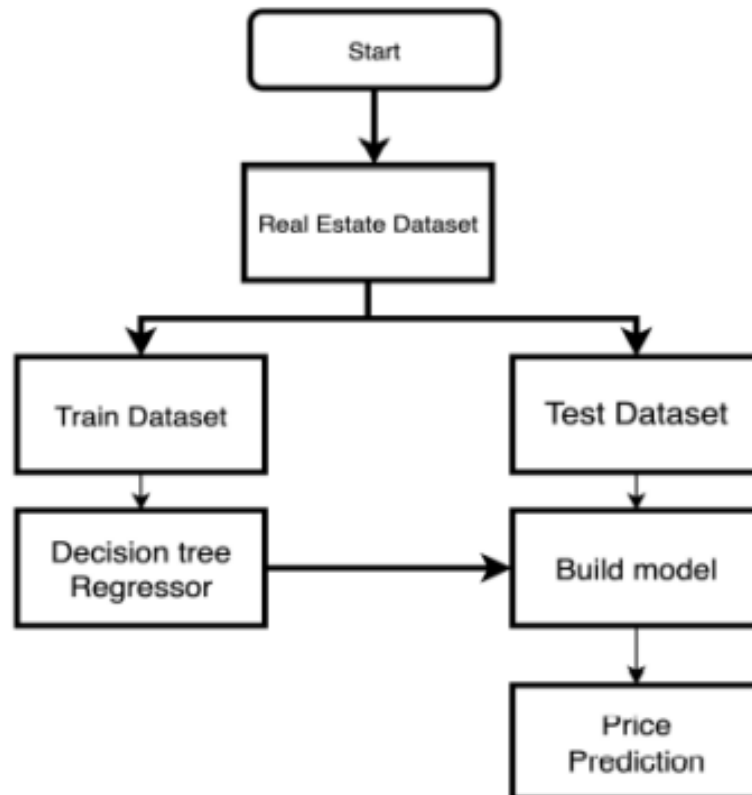 Start
Real Estate Dataset
Train Dataset
Test Dataset
Decision tree
Regressor
Build model
Price
Prediction